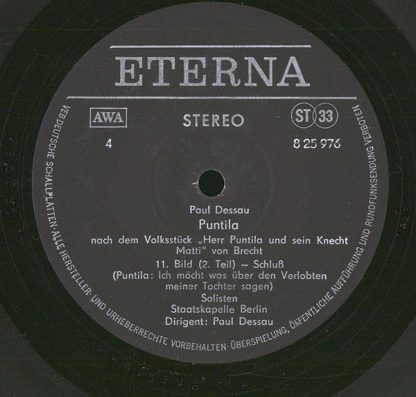 ETERNA
AWA
STEREO
ST 33
4
8 25 976
Paul Dessau
Puntila
nach dem Volksstück „Herr Puntila und sein Knecht
Matti" von Brecht
11. Bild (2. Teil) – Schluß
(Puntila: Ich möcht was über den Verlobten
meiner Tochter sagen)
Solisten
Staatskapelle Berlin
Dirigent: Paul Dessau
VEB DEUTSCHE SCHALLPLATTEN·ALLE HERSTELLER- UND URHEBERRECHTE VORBEHALTEN·ÜBERSPIELUNG, ÖFFENTLICHE AUFFÜHRUNG UND RUNDFUNKSENDUNG VERBOTEN